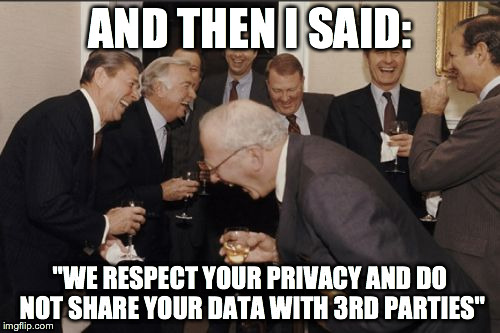 AND THEN I SAID:
"WE RESPECT YOUR PRIVACY AND DO
NOT SHARE YOUR DATA WITH 3RD PARTIES"
imgflip.com